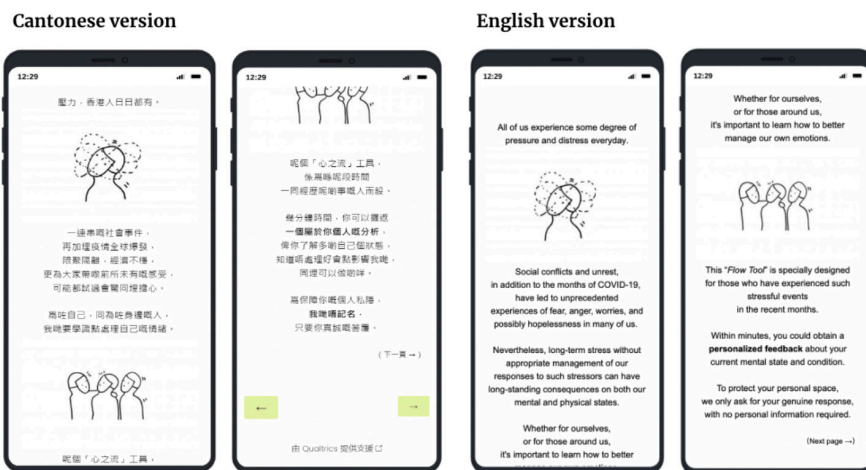 Cantonese version
English version
12:29
壓力，香港人日日都有。
一連串嘅社會事件，
再加埋疫情全球爆發，
限聚隔離，經濟不穩，
更為大家帶嚟前所未有嘅感受，
可能都試過會驚同埋擔心。
為咗自己，同為咗身邊嘅人，
我哋要學識點處理自己嘅情緒。
呢個「心之流」工具，
12:29
呢個「心之流」工具，
係為喺呢段時間
一同經歷呢啲事嘅人而設。
幾分鐘時間，你可以攞返
一個屬於你個人嘅分析，
俾你了解多啲自己個狀態，
知道唔處理好會點影響我哋，
同埋可以做啲咩。
為保障你嘅個人私隱，
我哋唔記名，
只要你真誠嘅答覆。
（下一頁 →）
←
→
由 Qualtrics 提供支援
12:29
All of us experience some degree of
pressure and distress everyday.
Social conflicts and unrest,
in addition to the months of COVID-19,
have led to unprecedented
experiences of fear, anger, worries, and
possibly hopelessness in many of us.
Nevertheless, long-term stress without
appropriate management of our
responses to such stressors can have
long-standing consequences on both our
mental and physical states.
Whether for ourselves,
or for those around us,
it's important to learn how to better
manage our own emotions.
12:29
Whether for ourselves,
or for those around us,
it's important to learn how to better
manage our own emotions.
This "Flow Tool" is specially designed
for those who have experienced such
stressful events
in the recent months.
Within minutes, you could obtain a
personalized feedback about your
current mental state and condition.
To protect your personal space,
we only ask for your genuine response,
with no personal information required.
(Next page →)